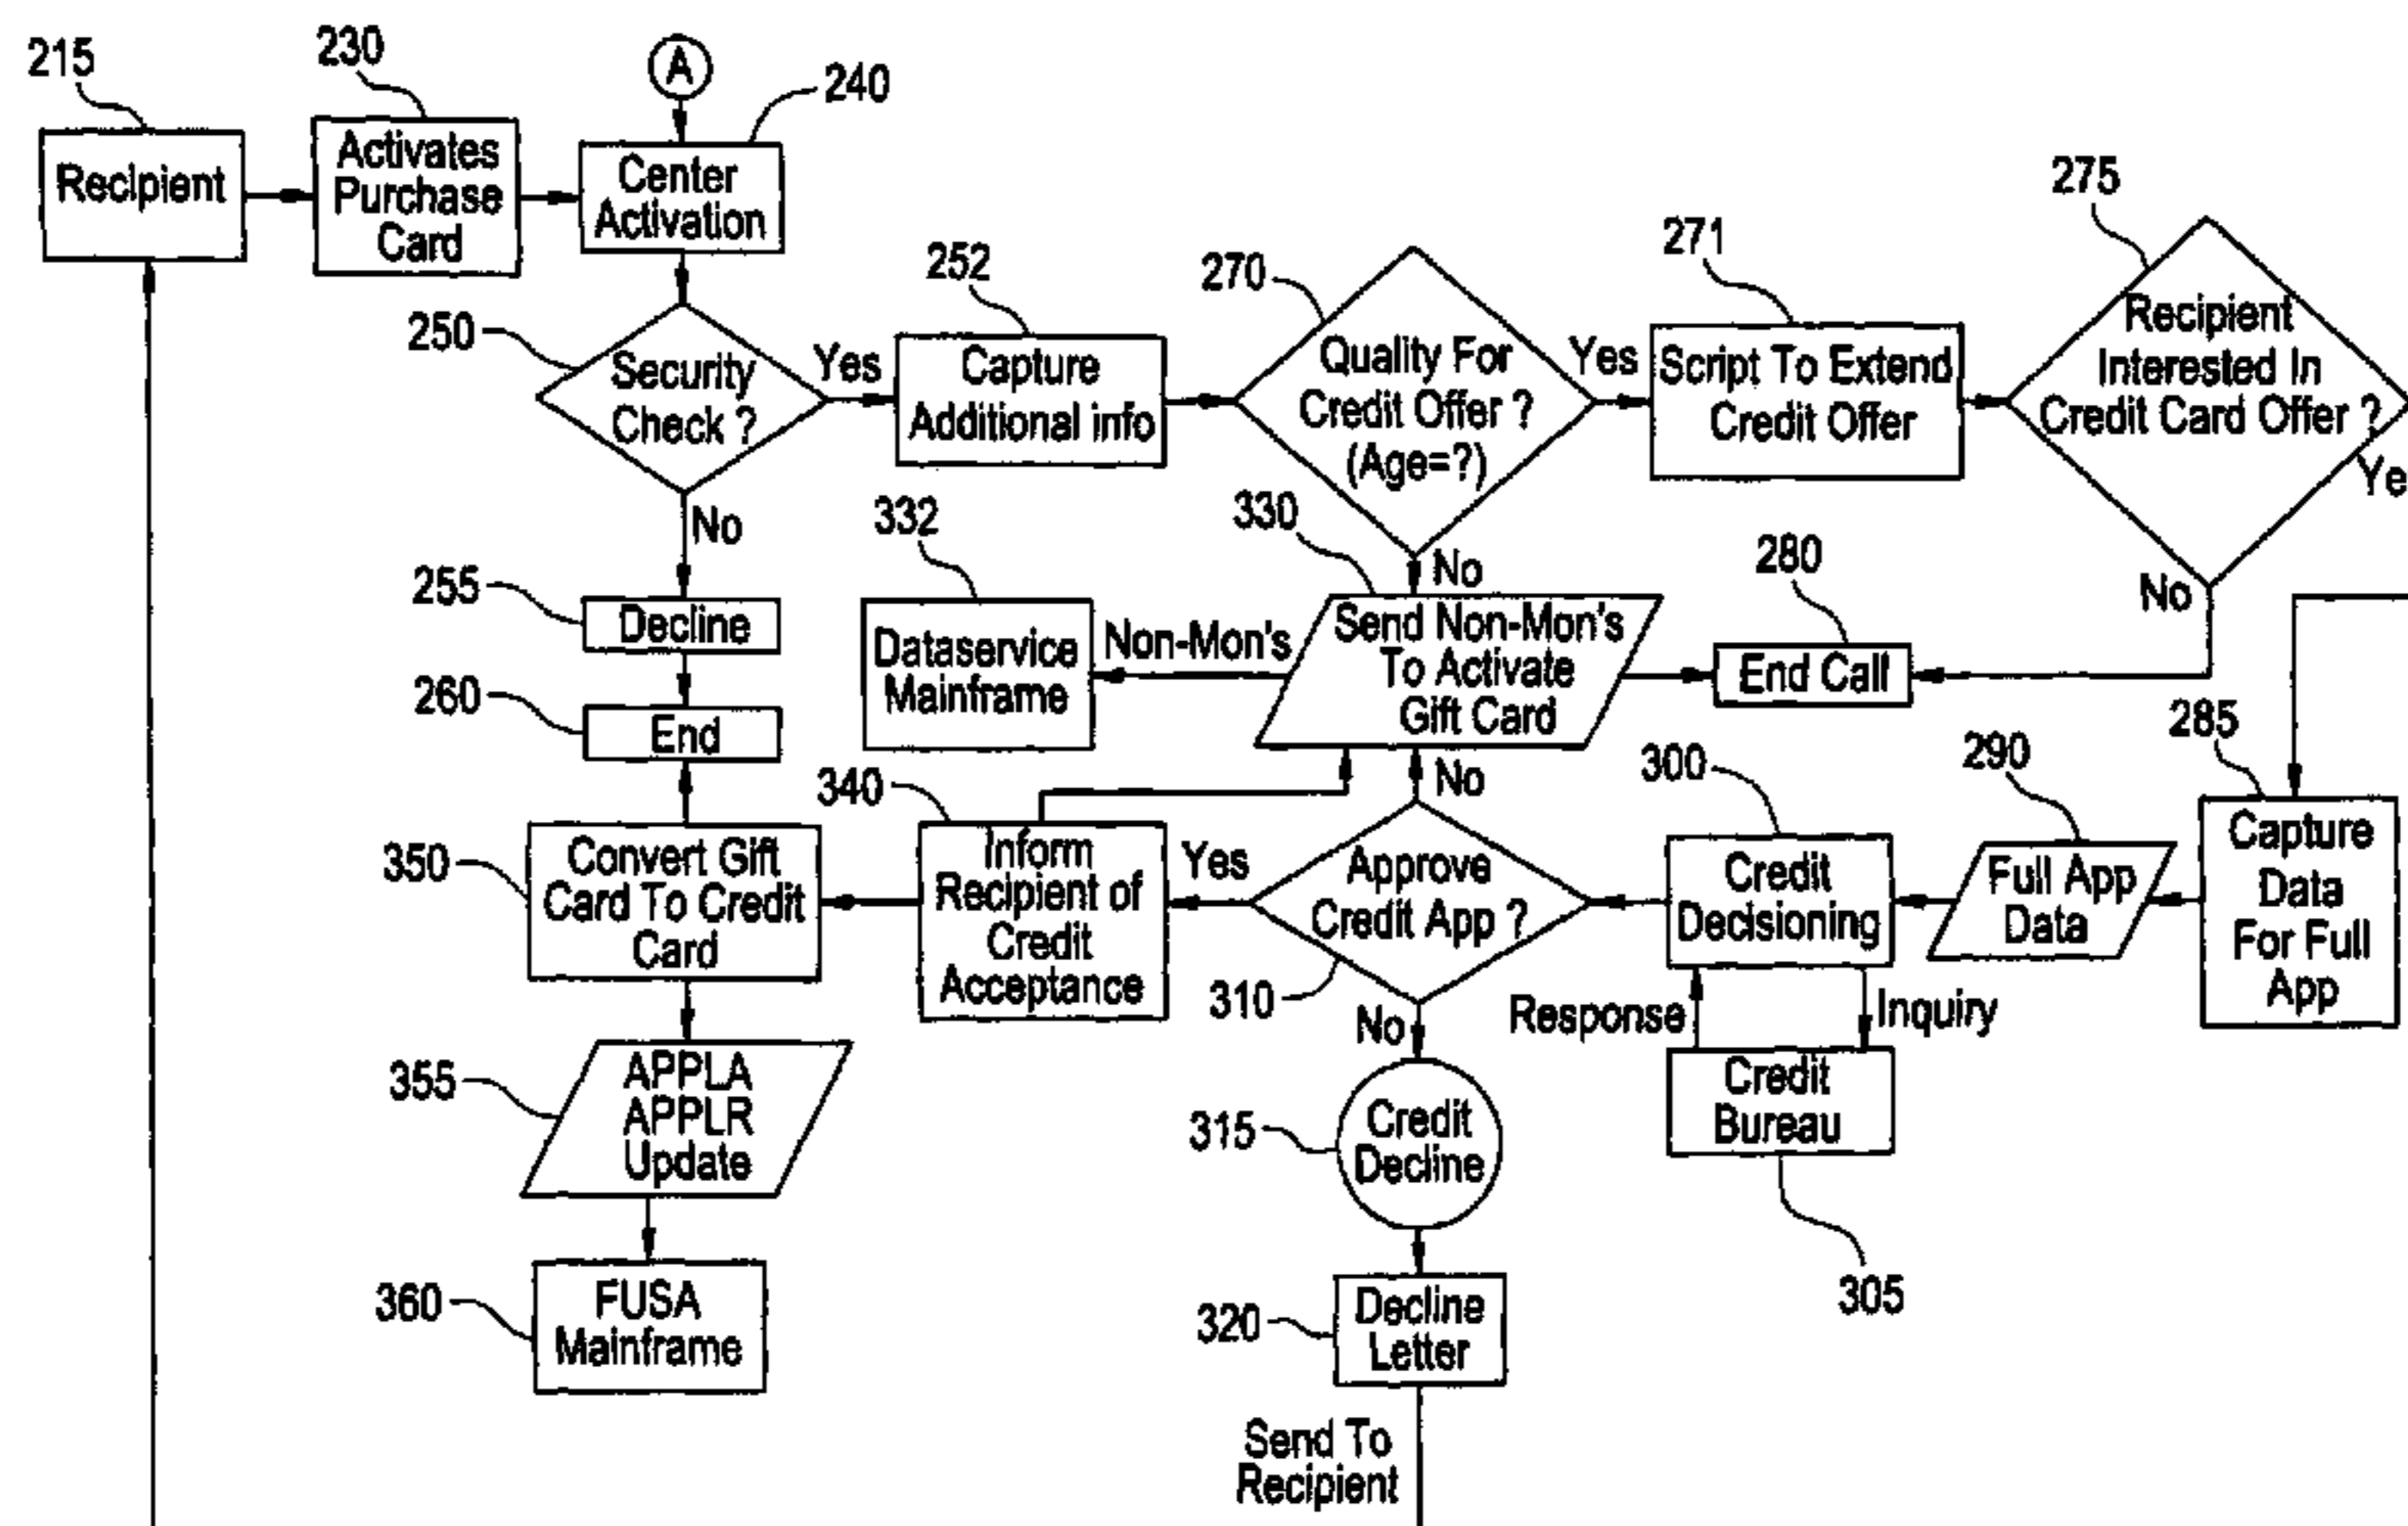 215
Recipient
230
Activates
Purchase
Card
A
240
Center
Activation
250
Security
Check ?
Yes
No
252
Capture
Additional info
270
Quality For
Credit Offer ?
(Age=?)
Yes
No
271
Script To Extend
Credit Offer
275
Recipient
Interested In
Credit Card Offer ?
Ye
No
255
Decline
260
End
332
Dataservice
Mainframe
Non-Mon's
330
Send Non-Mon's
To Activate
Gift Card
280
End Call
285
Capture
Data
For Full
App
290
Full App
Data
300
Credit
Decisioning
Response
Inquiry
Credit
Bureau
305
310
Approve
Credit App ?
No
Yes
No
340
Inform
Recipient of
Credit
Acceptance
350
Convert Gift
Card To Credit
Card
355
APPLA
APPLR
Update
360
FUSA
Mainframe
315
Credit
Decline
320
Decline
Letter
Send To
Recipient